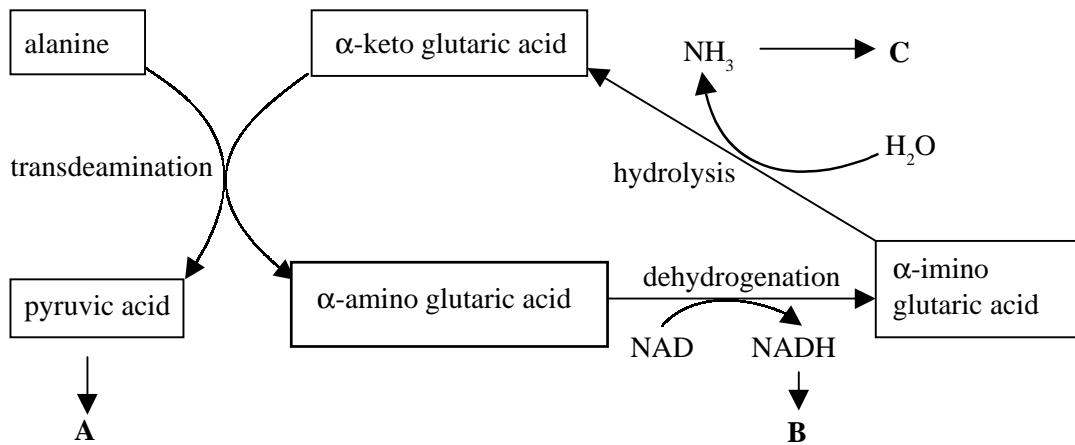 alanine
α-keto glutaric acid
NH₃
C
transdeamination
hydrolysis
H₂O
pyruvic acid
α-amino glutaric acid
dehydrogenation
α-imino
glutaric acid
NAD
NADH
A
B